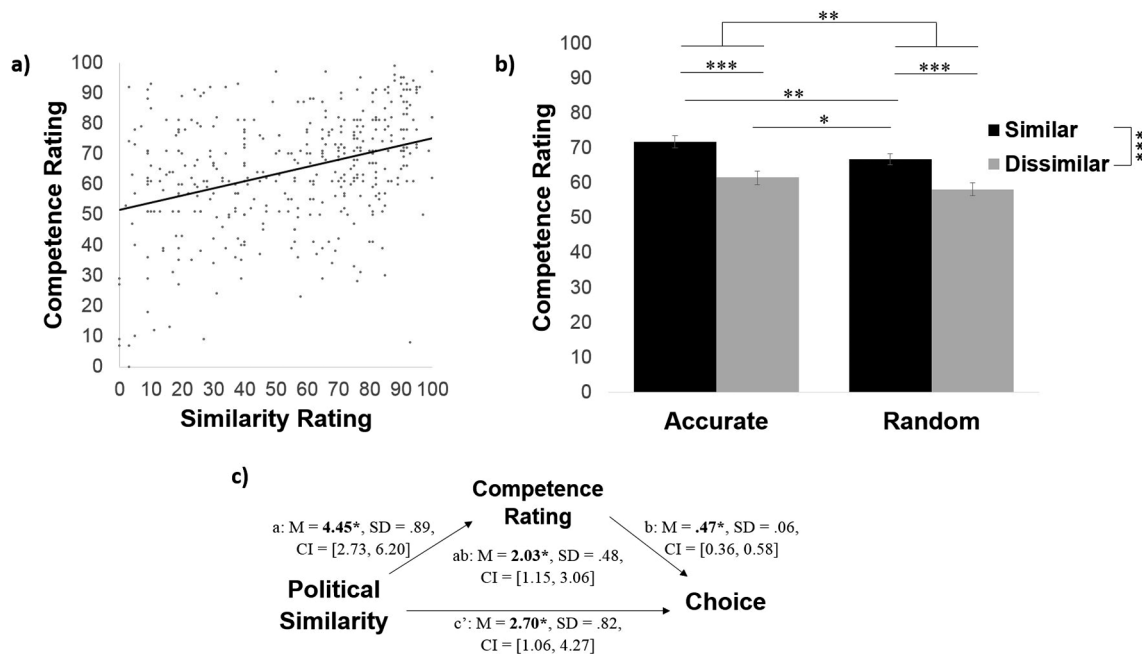 a)
Competence Rating
100
90
80
70
60
50
40
30
20
10
0
0 10 20 30 40 50 60 70 80 90 100
Similarity Rating
b)
Competence Rating
100
90
80
70
60
50
40
30
20
10
0
**
*** ***
**
*
Similar
Dissimilar
***
Accurate Random
c)
Competence
Rating
a: M = 4.45*, SD = .89,
CI = [2.73, 6.20]
b: M = .47*, SD = .06,
CI = [0.36, 0.58]
ab: M = 2.03*, SD = .48,
CI = [1.15, 3.06]
Political
Similarity
Choice
c’: M = 2.70*, SD = .82,
CI = [1.06, 4.27]